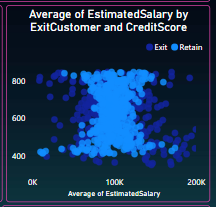 Average of EstimatedSalary by
ExitCustomer and CreditScore
Exit Retain
800
600
400
0K 100K 200K
Average of EstimatedSalary